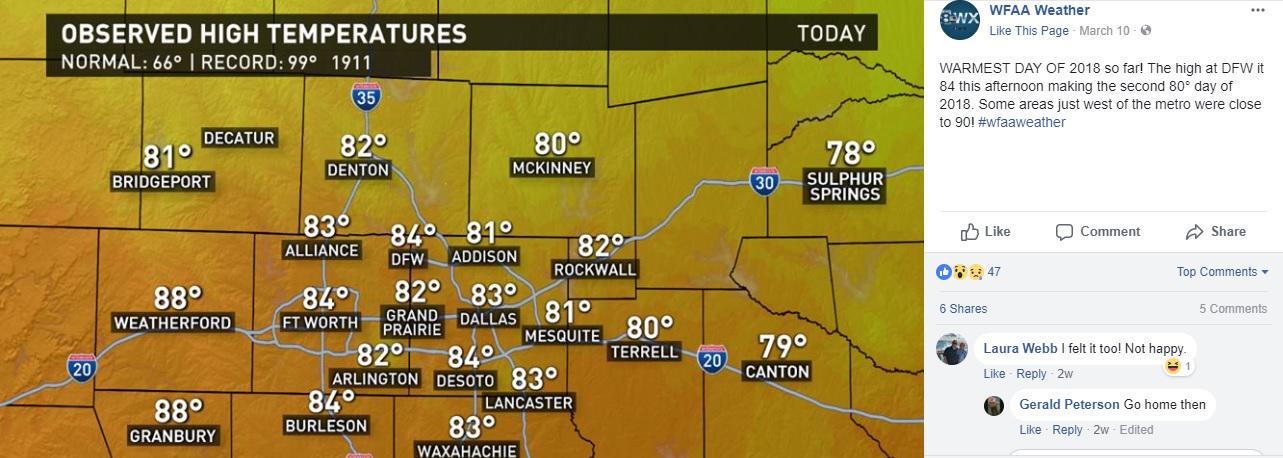 OBSERVED HIGH TEMPERATURES
TODAY
NORMAL: 66° | RECORD: 99° 1911
35
DECATUR
81°
BRIDGEPORT
82°
DENTON
80°
MCKINNEY
78°
SULPHUR
SPRINGS
30
83°
ALLIANCE
84°
DFW
81°
ADDISON
82°
ROCKWALL
88°
WEATHERFORD
84°
FT WORTH
82°
GRAND
PRAIRIE
83°
DALLAS
81°
MESQUITE
80°
TERRELL
20
79°
CANTON
20
82°
ARLINGTON
84°
DESOTO
83°
LANCASTER
88°
GRANBURY
84°
BURLESON
83°
WAXAHACHIE
8WX
WFAA Weather
Like This Page · March 10 ·
WARMEST DAY OF 2018 so far! The high at DFW it
84 this afternoon making the second 80° day of
2018. Some areas just west of the metro were close
to 90! #wfaaweather
Like Comment Share
47 Top Comments
6 Shares 5 Comments
Laura Webb I felt it too! Not happy.
1
Like · Reply · 2w
Gerald Peterson Go home then
Like · Reply · 2w · Edited